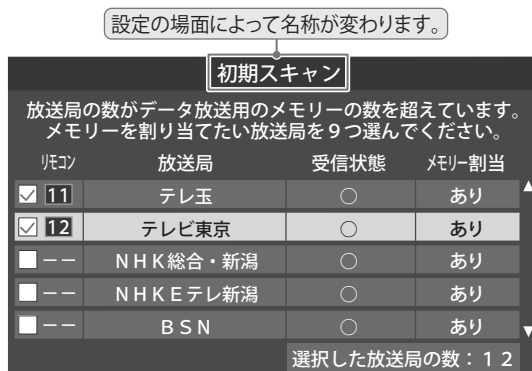 設定の場面によって名称が変わります。
初期スキャン
放送局の数がデータ放送用のメモリーの数を超えています。
メモリーを割り当てたい放送局を９つ選んでください。
ﾘﾓｺﾝ 放送局 受信状態 ﾒﾓﾘｰ割当
11 テレ玉 ○ あり
12 テレビ東京 ○ あり
−− ＮＨＫ総合・新潟 ○ あり
−− ＮＨＫＥテレ新潟 ○ あり
−− ＢＳＮ ○ あり
選択した放送局の数：１２